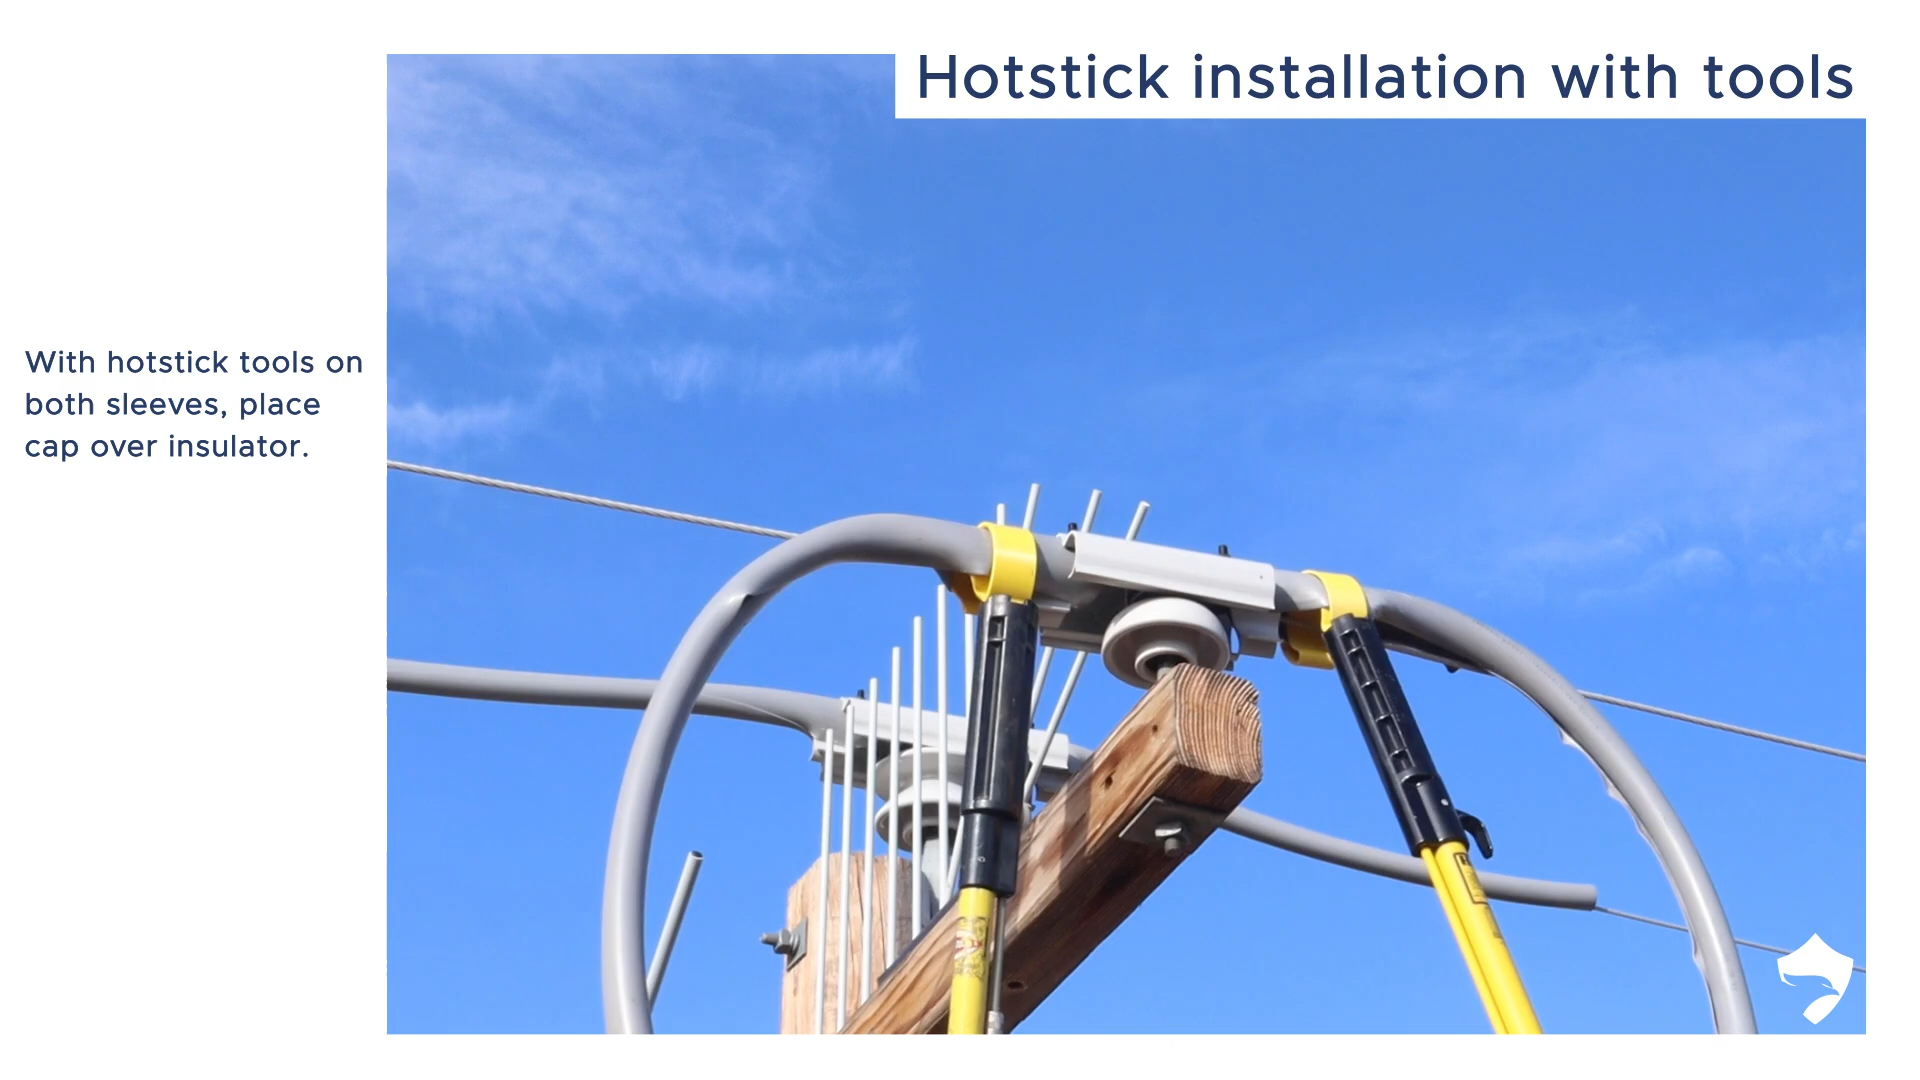 Hotstick installation with tools
With hotstick tools on
both sleeves, place
cap over insulator.